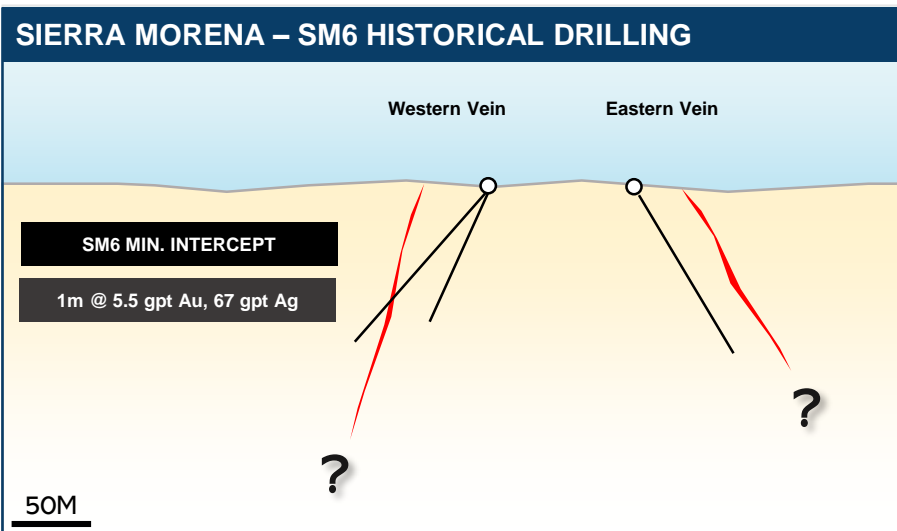 SIERRA MORENA – SM6 HISTORICAL DRILLING
Western Vein
Eastern Vein
SM6 MIN. INTERCEPT
1m @ 5.5 gpt Au, 67 gpt Ag
?
?
50M